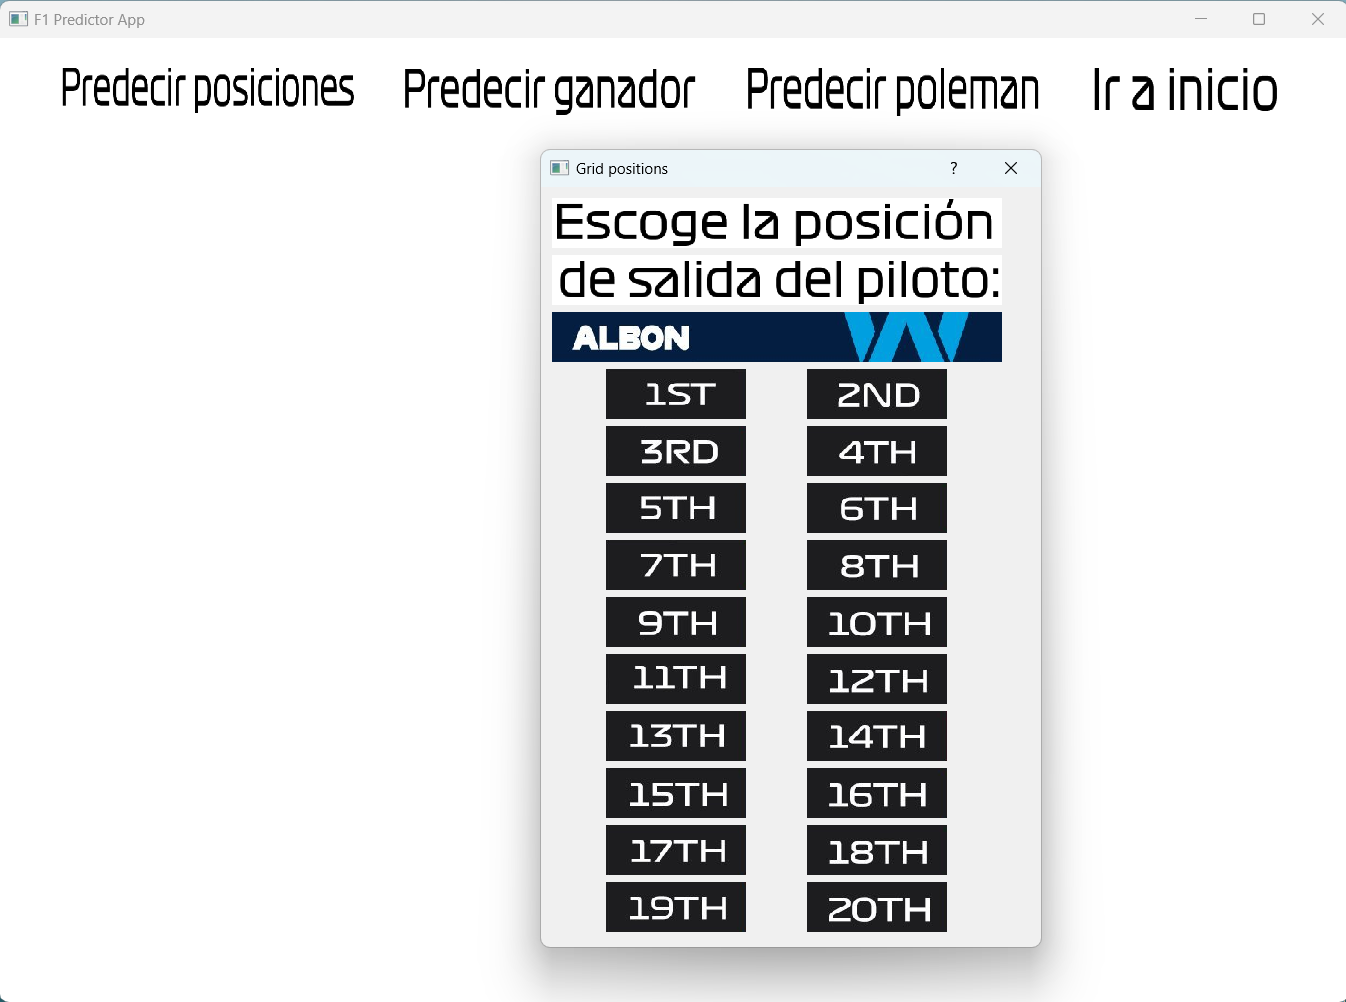 F1 Predictor App
Predecir posiciones Predecir ganador Predecir poleman Ir a inicio
Grid positions ?
Escoge la posición
de salida del piloto:
ALBON
1ST 2ND
3RD 4TH
5TH 6TH
7TH 8TH
9TH 10TH
11TH 12TH
13TH 14TH
15TH 16TH
17TH 18TH
19TH 20TH